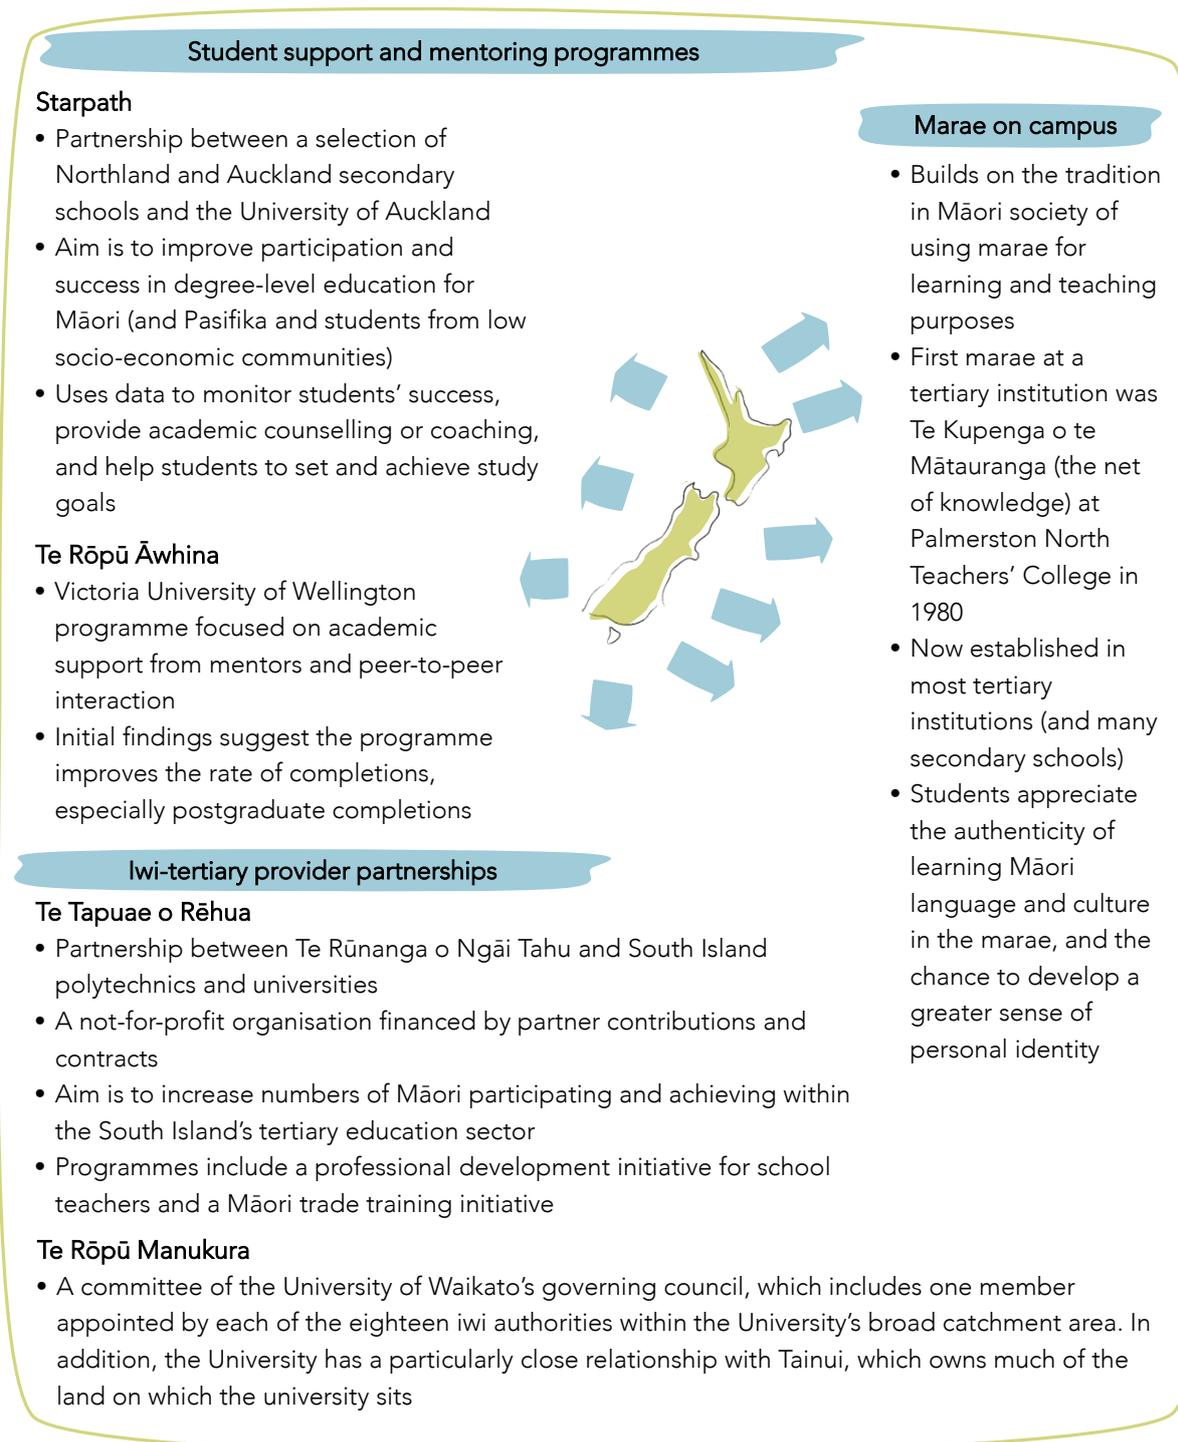 Student support and mentoring programmes
Starpath
• Partnership between a selection of
Northland and Auckland secondary
schools and the University of Auckland
• Aim is to improve participation and
success in degree-level education for
Māori (and Pasifika and students from low
socio-economic communities)
• Uses data to monitor students’ success,
provide academic counselling or coaching,
and help students to set and achieve study
goals
Te Rōpū Āwhina
• Victoria University of Wellington
programme focused on academic
support from mentors and peer-to-peer
interaction
• Initial findings suggest the programme
improves the rate of completions,
especially postgraduate completions
Marae on campus
• Builds on the tradition
in Māori society of
using marae for
learning and teaching
purposes
• First marae at a
tertiary institution was
Te Kupenga o te
Mātauranga (the net
of knowledge) at
Palmerston North
Teachers’ College in
1980
• Now established in
most tertiary
institutions (and many
secondary schools)
• Students appreciate
the authenticity of
learning Māori
language and culture
in the marae, and the
chance to develop a
greater sense of
personal identity
Iwi-tertiary provider partnerships
Te Tapuae o Rēhua
• Partnership between Te Rūnanga o Ngāi Tahu and South Island
polytechnics and universities
• A not-for-profit organisation financed by partner contributions and
contracts
• Aim is to increase numbers of Māori participating and achieving within
the South Island’s tertiary education sector
• Programmes include a professional development initiative for school
teachers and a Māori trade training initiative
Te Rōpū Manukura
• A committee of the University of Waikato’s governing council, which includes one member
appointed by each of the eighteen iwi authorities within the University’s broad catchment area. In
addition, the University has a particularly close relationship with Tainui, which owns much of the
land on which the university sits